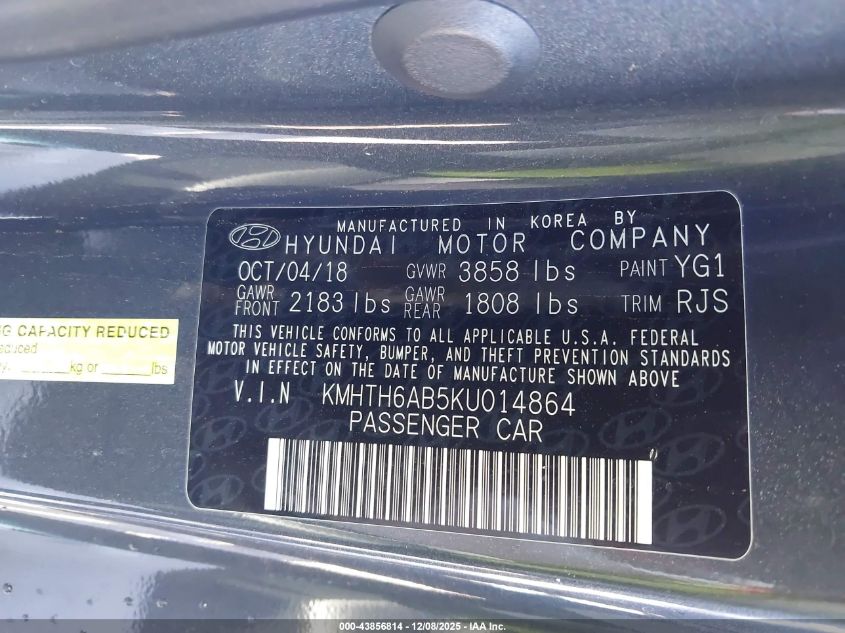 MANUFACTURED IN KOREA BY
HYUNDAI MOTOR COMPANY
OCT/04/18 GVWR 3858 lbs PAINT YG1
GAWR FRONT 2183 lbs GAWR REAR 1808 lbs TRIM RJS
THIS VEHICLE CONFORMS TO ALL APPLICABLE U.S.A. FEDERAL
MOTOR VEHICLE SAFETY, BUMPER, AND THEFT PREVENTION STANDARDS
IN EFFECT ON THE DATE OF MANUFACTURE SHOWN ABOVE
V.I.N KMHTH6AB5KU014864
PASSENGER CAR
CAPACITY REDUCED
kg or lbs
000-43856814 - 12/08/2025 - IAA Inc.